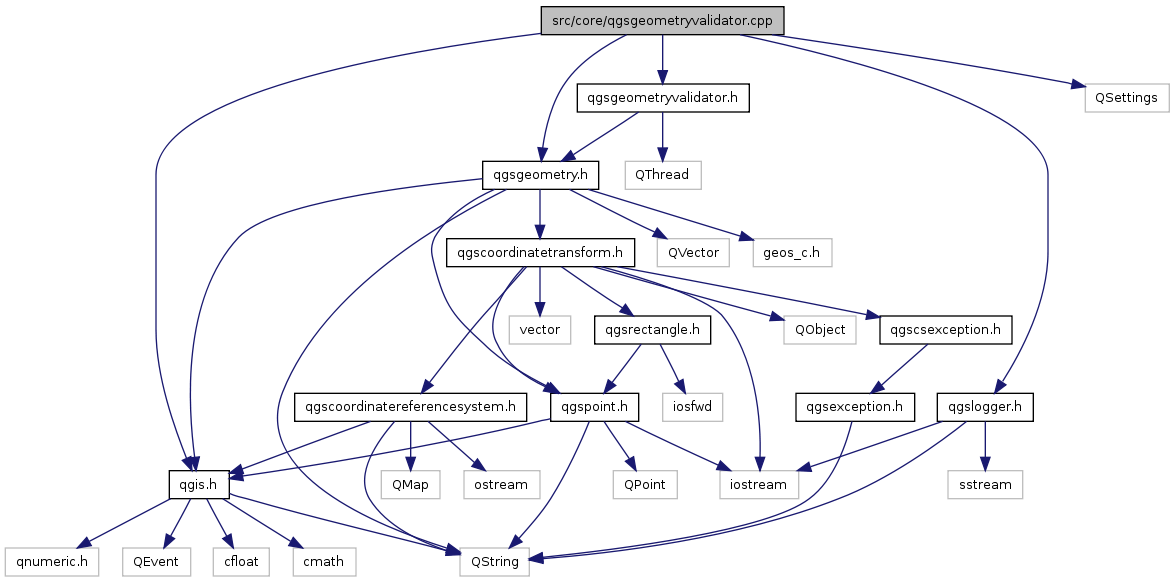 src/core/qgsgeometryvalidator.cpp
qgsgeometryvalidator.h
QSettings
qgsgeometry.h
QThread
qgscoordinatetransform.h
QVector
geos_c.h
vector
qgsrectangle.h
QObject
qgscsexception.h
qgscoordinatereferencesystem.h
qgspoint.h
iosfwd
qgsexception.h
qgslogger.h
qgis.h
QMap
ostream
QPoint
iostream
sstream
qnumeric.h
QEvent
cfloat
cmath
QString